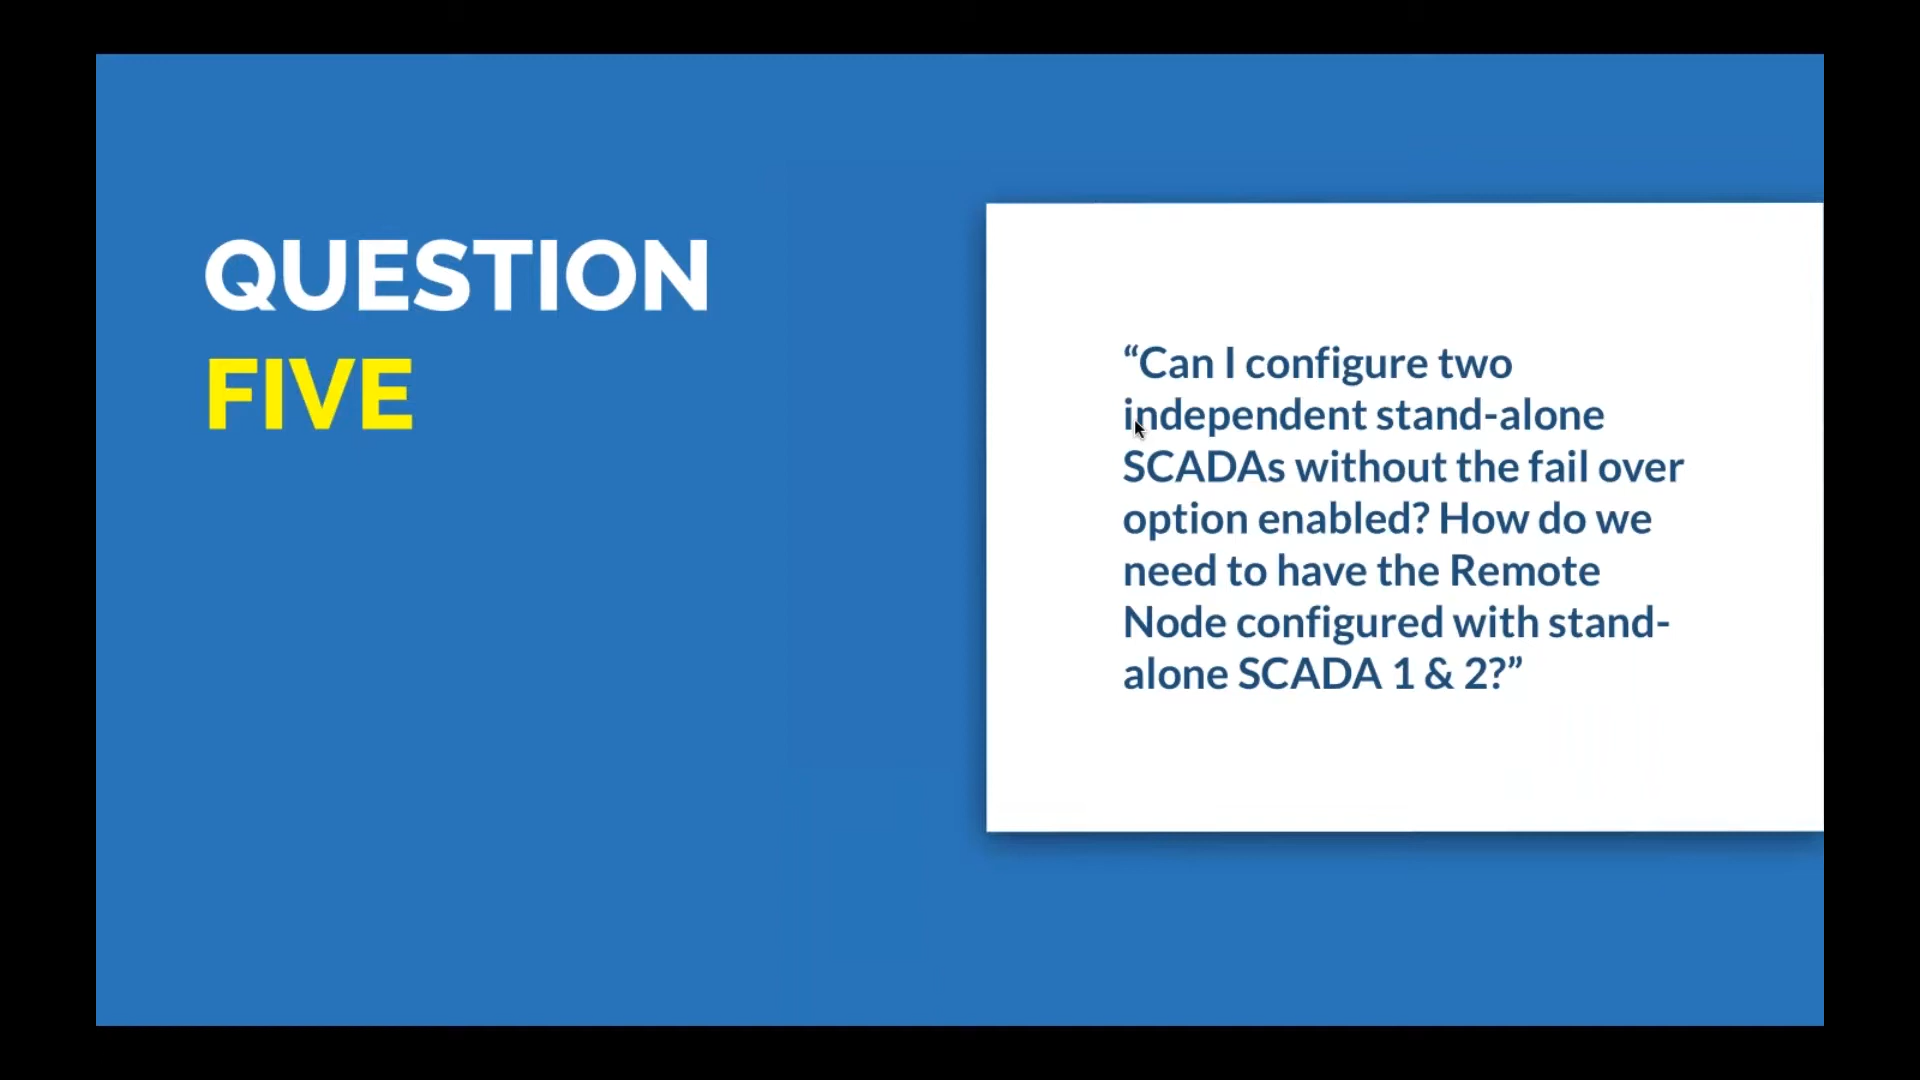 QUESTION
FIVE
“Can I configure two
independent stand-alone
SCADAs without the fail over
option enabled? How do we
need to have the Remote
Node configured with stand-
alone SCADA 1 & 2?”